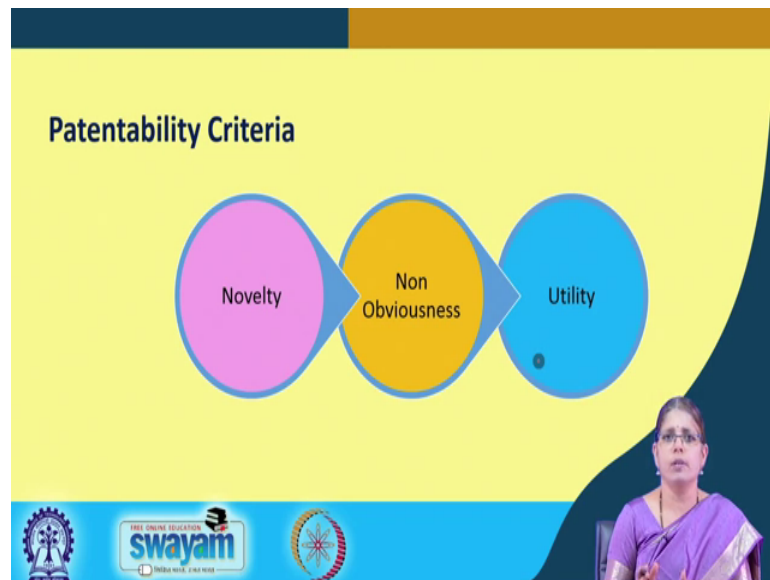 Patentability Criteria
Novelty
Non
Obviousness
Utility
FREE ONLINE EDUCATION
swayam